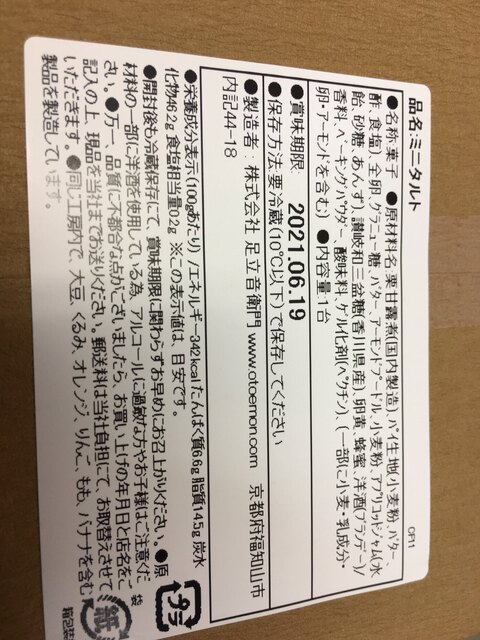 OF11
品名:ミニタルト
●名称 菓子 ●原材料名 栗甘露煮(国内製造)、パイ生地(小麦粉、バター、
酢、食塩)、全卵、グラニュー糖、バター、アーモンドプードル、小麦粉、アプリコットジャム(水
飴、砂糖、あんず)、讃岐和三盆糖(香川県産)、卵黄、蜂蜜、洋酒(ブランデー)/
香料、ベーキングパウダー、酸味料、ゲル化剤(ペクチン)、(一部に小麦・乳成分・
卵・アーモンドを含む) ●内容量 1台
●賞味期限 2021.06.19
●保存方法 要冷蔵(10℃以下)で保存してください
●製造者:株式会社 足立音衛門 www.otoemon.com 京都府福知山市
内記44-18
●栄養成分表示(100gあたり)/エネルギー342kcal たんぱく質6.6g 脂質14.5g 炭水
化物46.2g 食塩相当量0.2g ※この表示値は、目安です。
●開封後も冷蔵保存にて、賞味期限に関わらずお早めにお召上がりください。 ●原
材料の一部に洋酒を使用している為、アルコールに過敏な方やお子様にはご注意くだ
さい。●万一、品質に不都合な点がございましたら、お買い上げの年月日と店名をご
記入の上、現品を当社までお送りください。郵送料は当社負担にて、お取替えさせて
いただきます。●同じ工房内で、大豆、くるみ、オレンジ、りんご、もも、バナナを含む
製品を製造しています。
袋
プラ
紙
箱包装